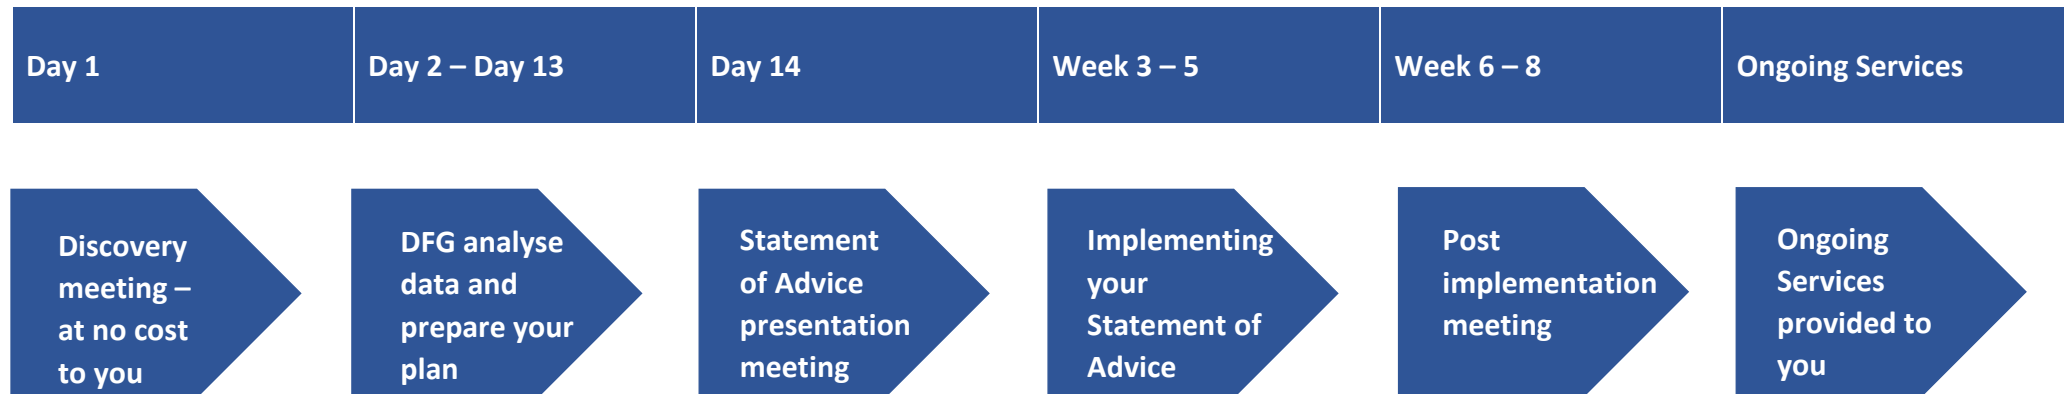 Day 1
Day 2 – Day 13
Day 14
Week 3 – 5
Week 6 – 8
Ongoing Services
Discovery
meeting –
at no cost
to you
DFG analyse
data and
prepare your
plan
Statement
of Advice
presentation
meeting
Implementing
your
Statement of
Advice
Post
implementation
meeting
Ongoing
Services
provided to
you